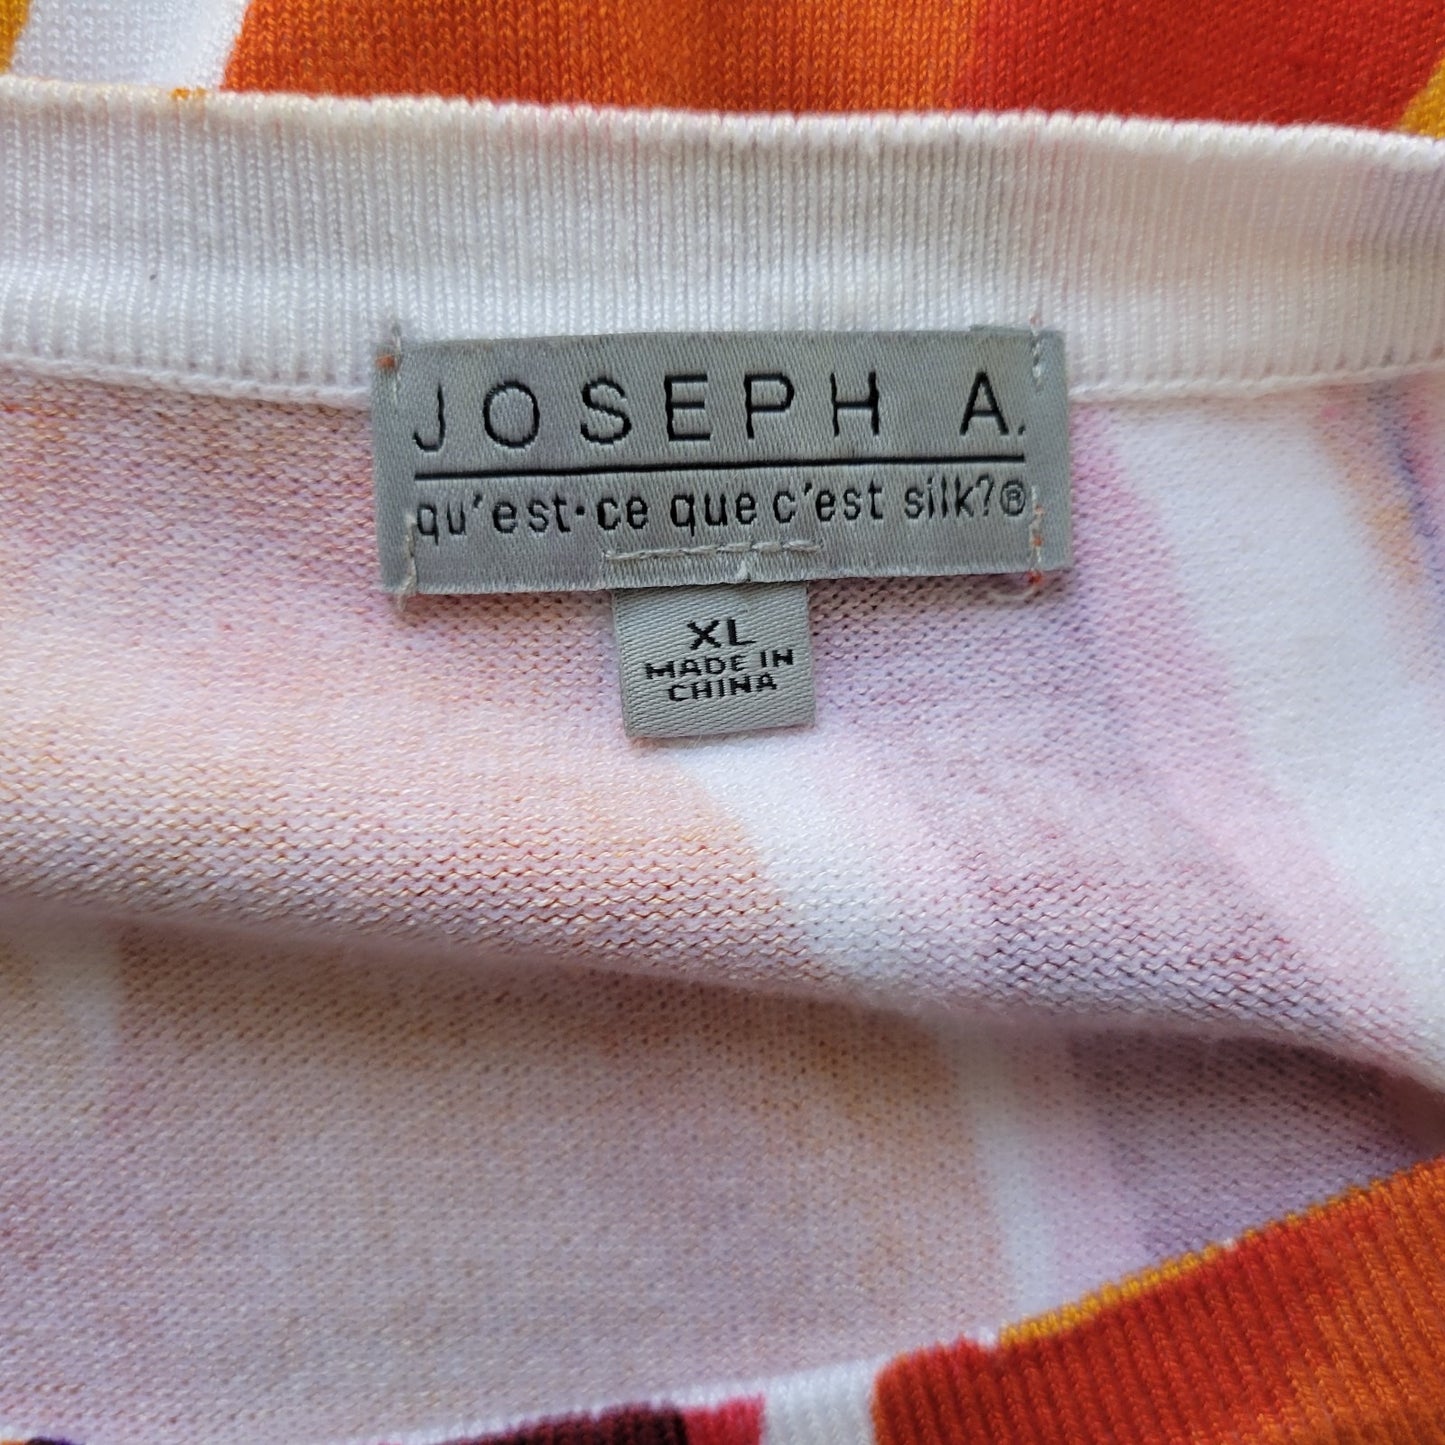 JOSEPH A.
qu'est·ce que c'est silk?®
XL
MADE IN
CHINA